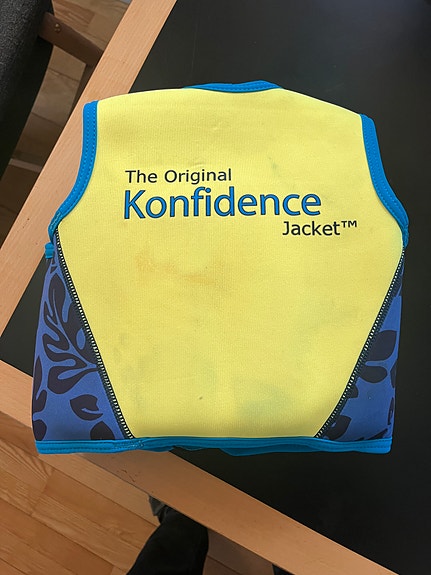 The Original
Konfidence
Jacket™